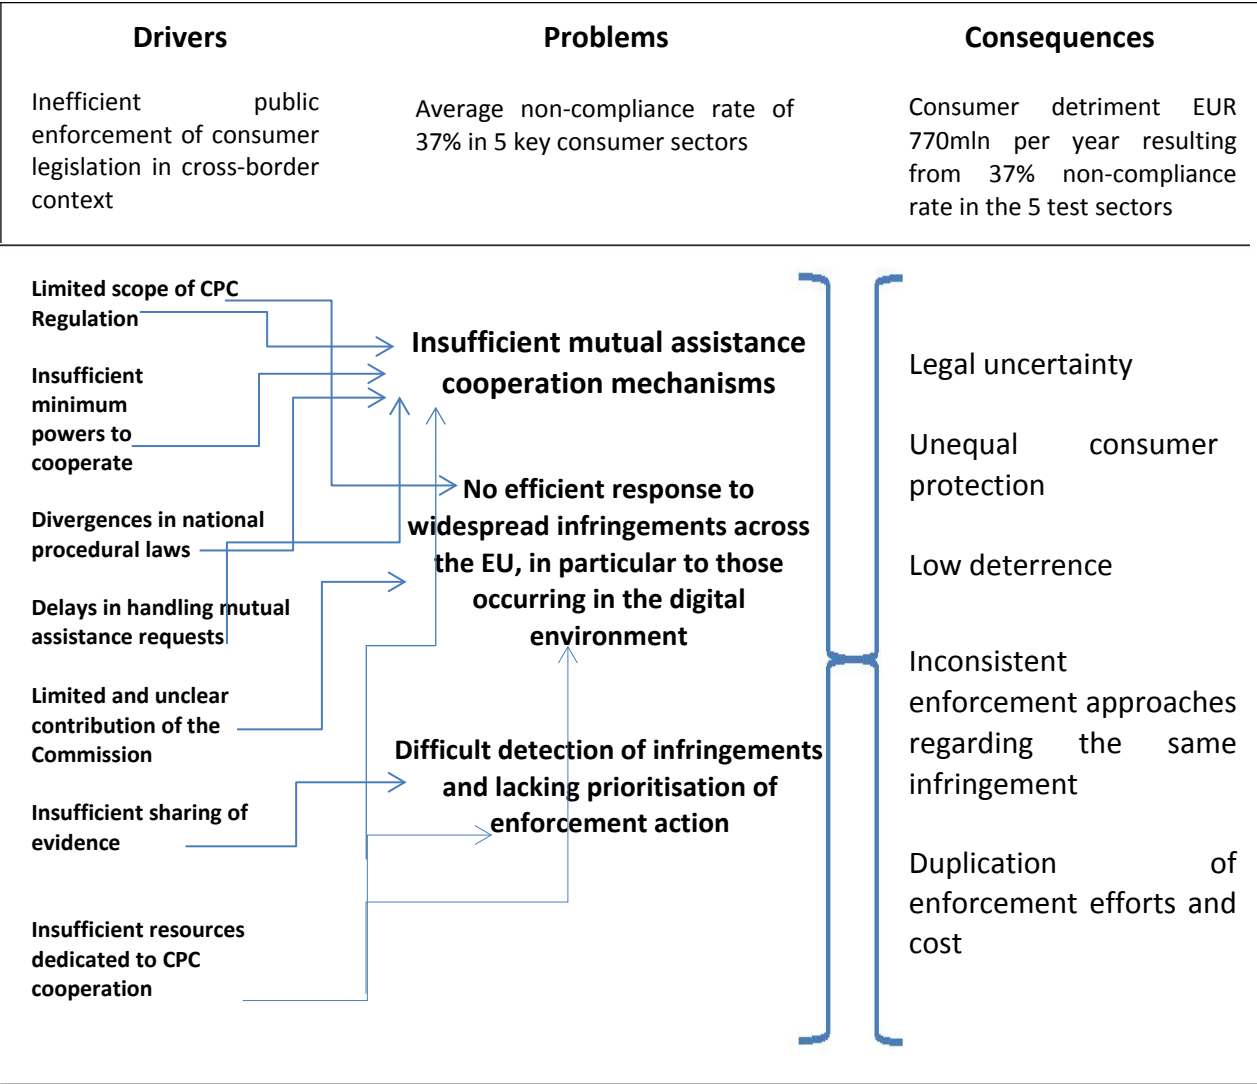 Drivers
Inefficient public
enforcement of consumer
legislation in cross-border
context
Problems
Average non-compliance rate of
37% in 5 key consumer sectors
Consequences
Consumer detriment EUR
770mln per year resulting
from 37% non-compliance
rate in the 5 test sectors
Limited scope of CPC
Regulation
Insufficient
minimum
powers to
cooperate
Divergences in national
procedural laws
Delays in handling mutual
assistance requests
Limited and unclear
contribution of the
Commission
Insufficient sharing of
evidence
Insufficient resources
dedicated to CPC
cooperation
Insufficient mutual assistance
cooperation mechanisms
No efficient response to
widespread infringements across
the EU, in particular to those
occurring in the digital
environment
Difficult detection of infringements
and lacking prioritisation of
enforcement action
Legal uncertainty
Unequal consumer
protection
Low deterrence
Inconsistent
enforcement approaches
regarding the same
infringement
Duplication of
enforcement efforts and
cost